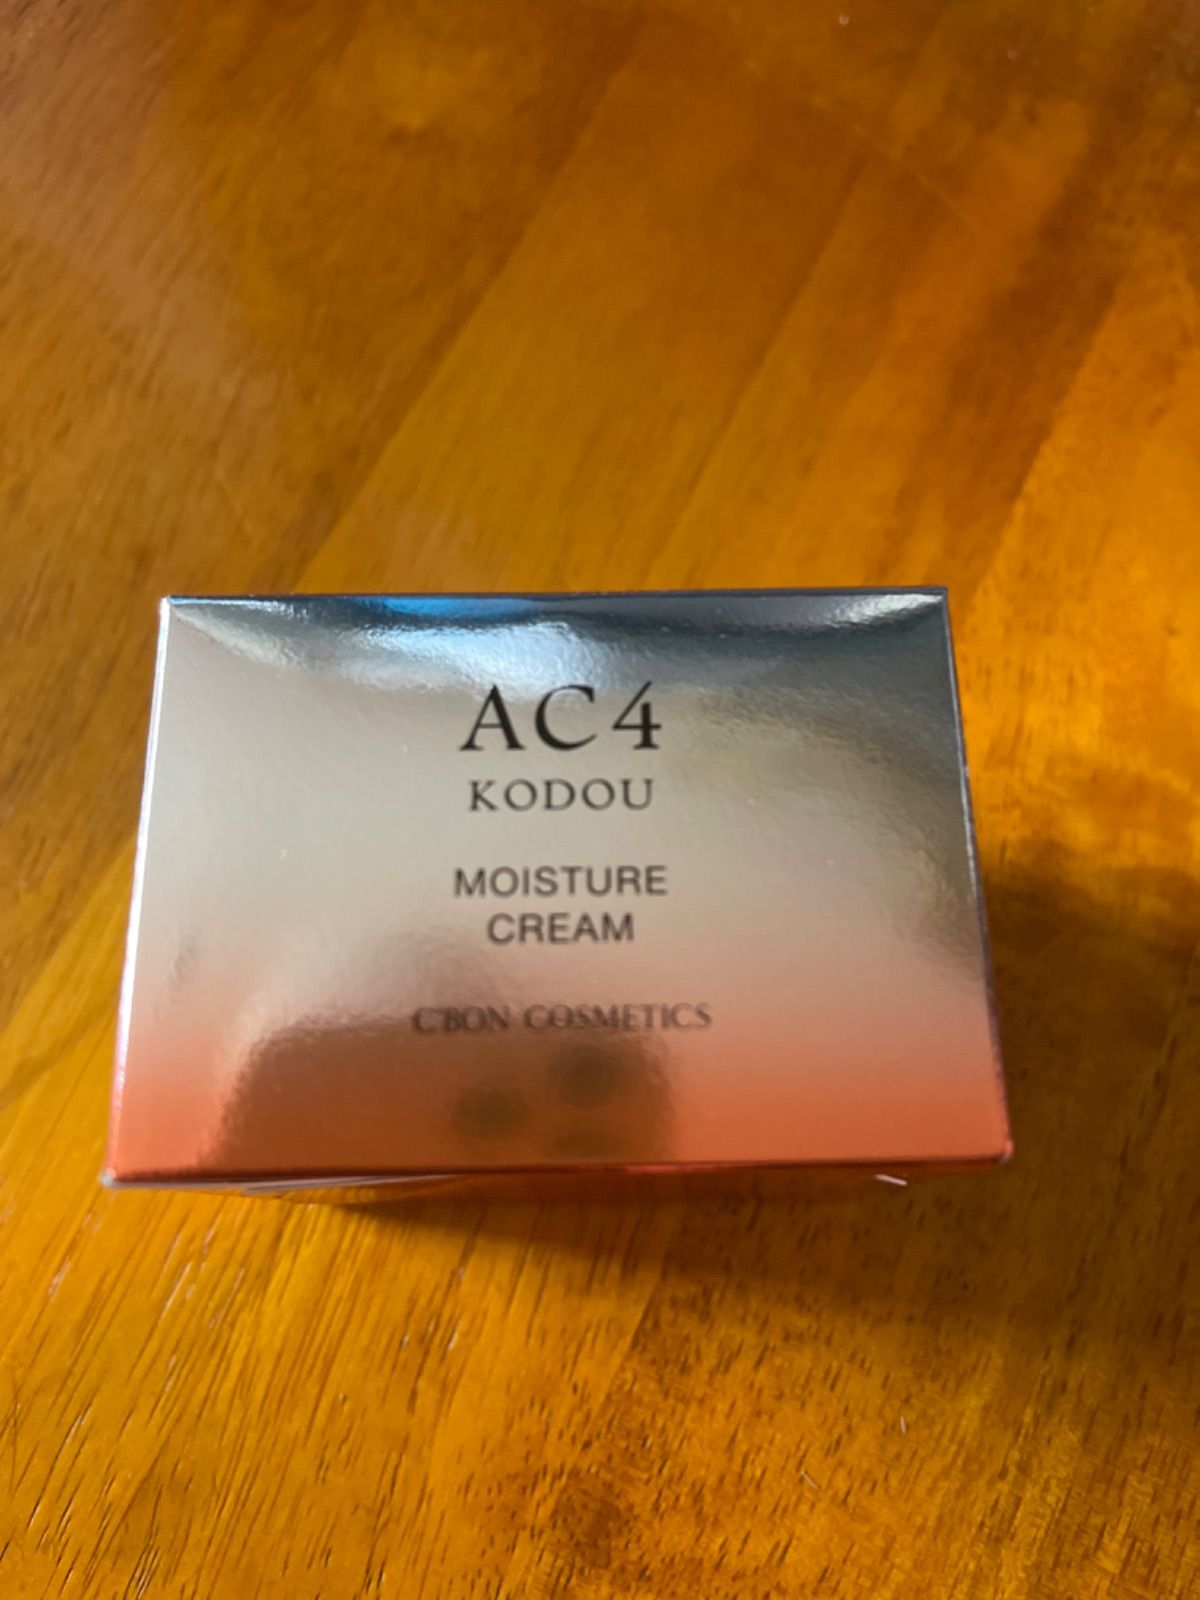 AC4
KODOU
MOISTURE
CREAM
C'BON COSMETICS